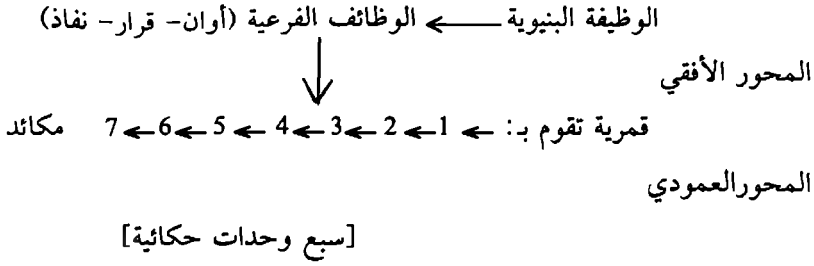 الوظيفة البنيوية ← الوظائف الفرعية (أوان- قرار- نفاذ)
المحور الأفقي
قمرية تقوم بـ: ← 1 ← 2 ← 3 ← 4 ← 5 ← 6 ← 7 مكائد
المحور العمودي
[سبع وحدات حكائية]